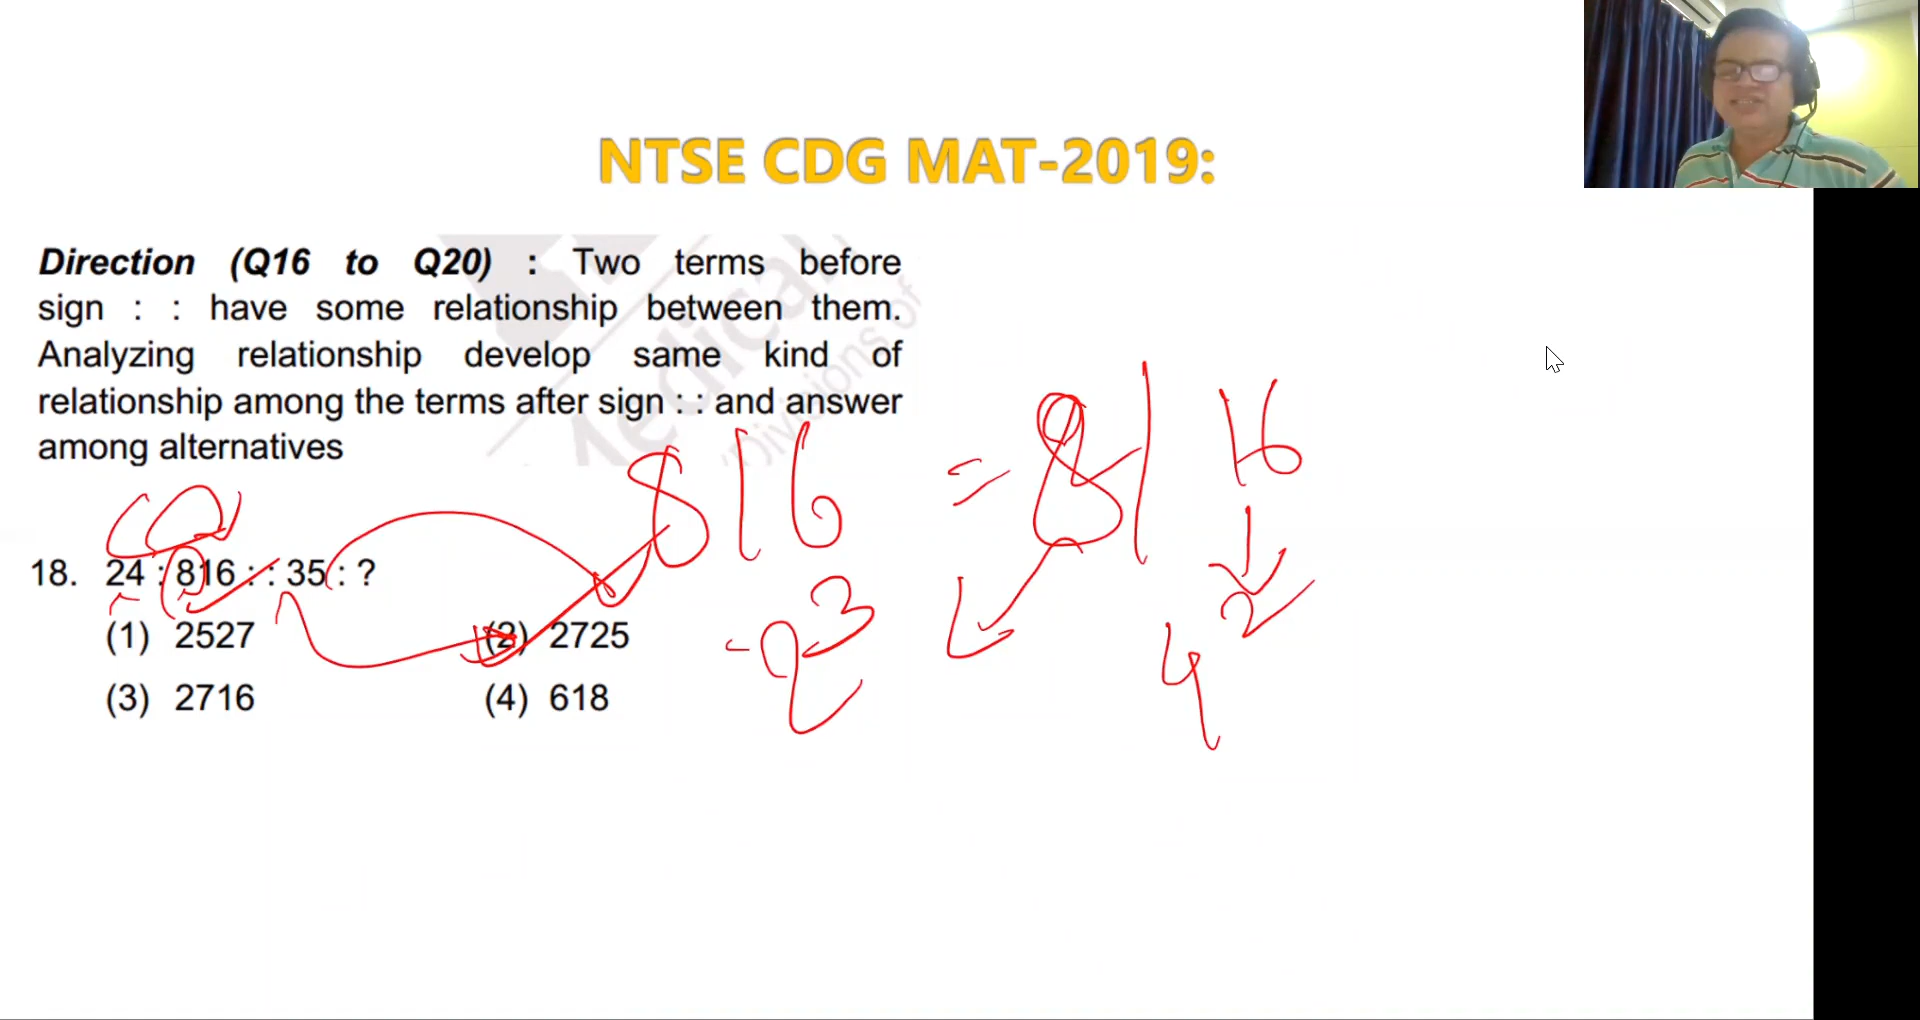 NTSE CDG MAT-2019:
Direction (Q16 to Q20) : Two terms before
sign : : have some relationship between them.
Analyzing relationship develop same kind of
relationship among the terms after sign : : and answer
among alternatives
816 = 8 | 16
18. 24 : 816 : : 35 : ?
(1) 2527 (2) 2725
(3) 2716 (4) 618
2³
4²